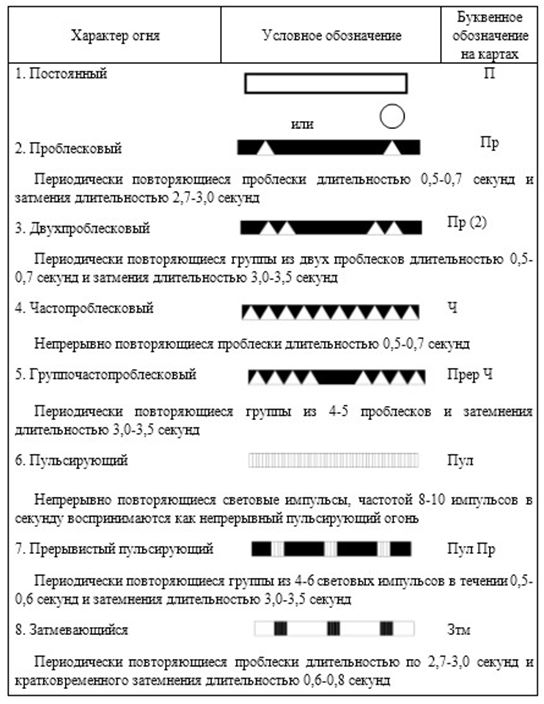 Характер огня
Условное обозначение
Буквенное
обозначение
на картах
1. Постоянный
П
или
2. Проблесковый
Пр
Периодически повторяющиеся проблески длительностью 0,5-0,7 секунд и
затмения длительностью 2,7-3,0 секунд
3. Двухпроблесковый
Пр (2)
Периодически повторяющиеся группы из двух проблесков длительностью 0,5-
0,7 секунд и затмения длительностью 3,0-3,5 секунд
4. Частопроблесковый
Ч
Непрерывно повторяющиеся проблески длительностью 0,5-0,7 секунд
5. Группочастопроблесковый
Прер Ч
Периодически повторяющиеся группы из 4-5 проблесков и затемнения
длительностью 3,0-3,5 секунд
6. Пульсирующий
Пул
Непрерывно повторяющиеся световые импульсы, частотой 8-10 импульсов в
секунду воспринимаются как непрерывный пульсирующий огонь
7. Прерывистый пульсирующий
Пул Пр
Периодически повторяющиеся группы из 4-6 световых импульсов в течении 0,5-
0,6 секунд и затемнения длительностью 3,0-3,5 секунд
8. Затмевающийся
Зтм
Периодически повторяющиеся проблески длительностью по 2,7-3,0 секунд и
кратковременного затемнения длительностью 0,6-0,8 секунд